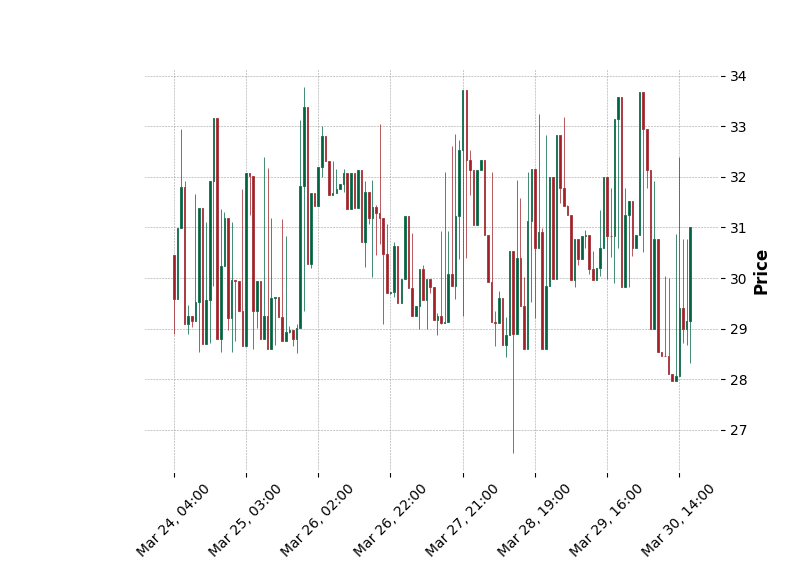 34
33
32
31
30
29
28
27
Price
Mar 24, 04:00
Mar 25, 03:00
Mar 26, 02:00
Mar 26, 22:00
Mar 27, 21:00
Mar 28, 19:00
Mar 29, 16:00
Mar 30, 14:00